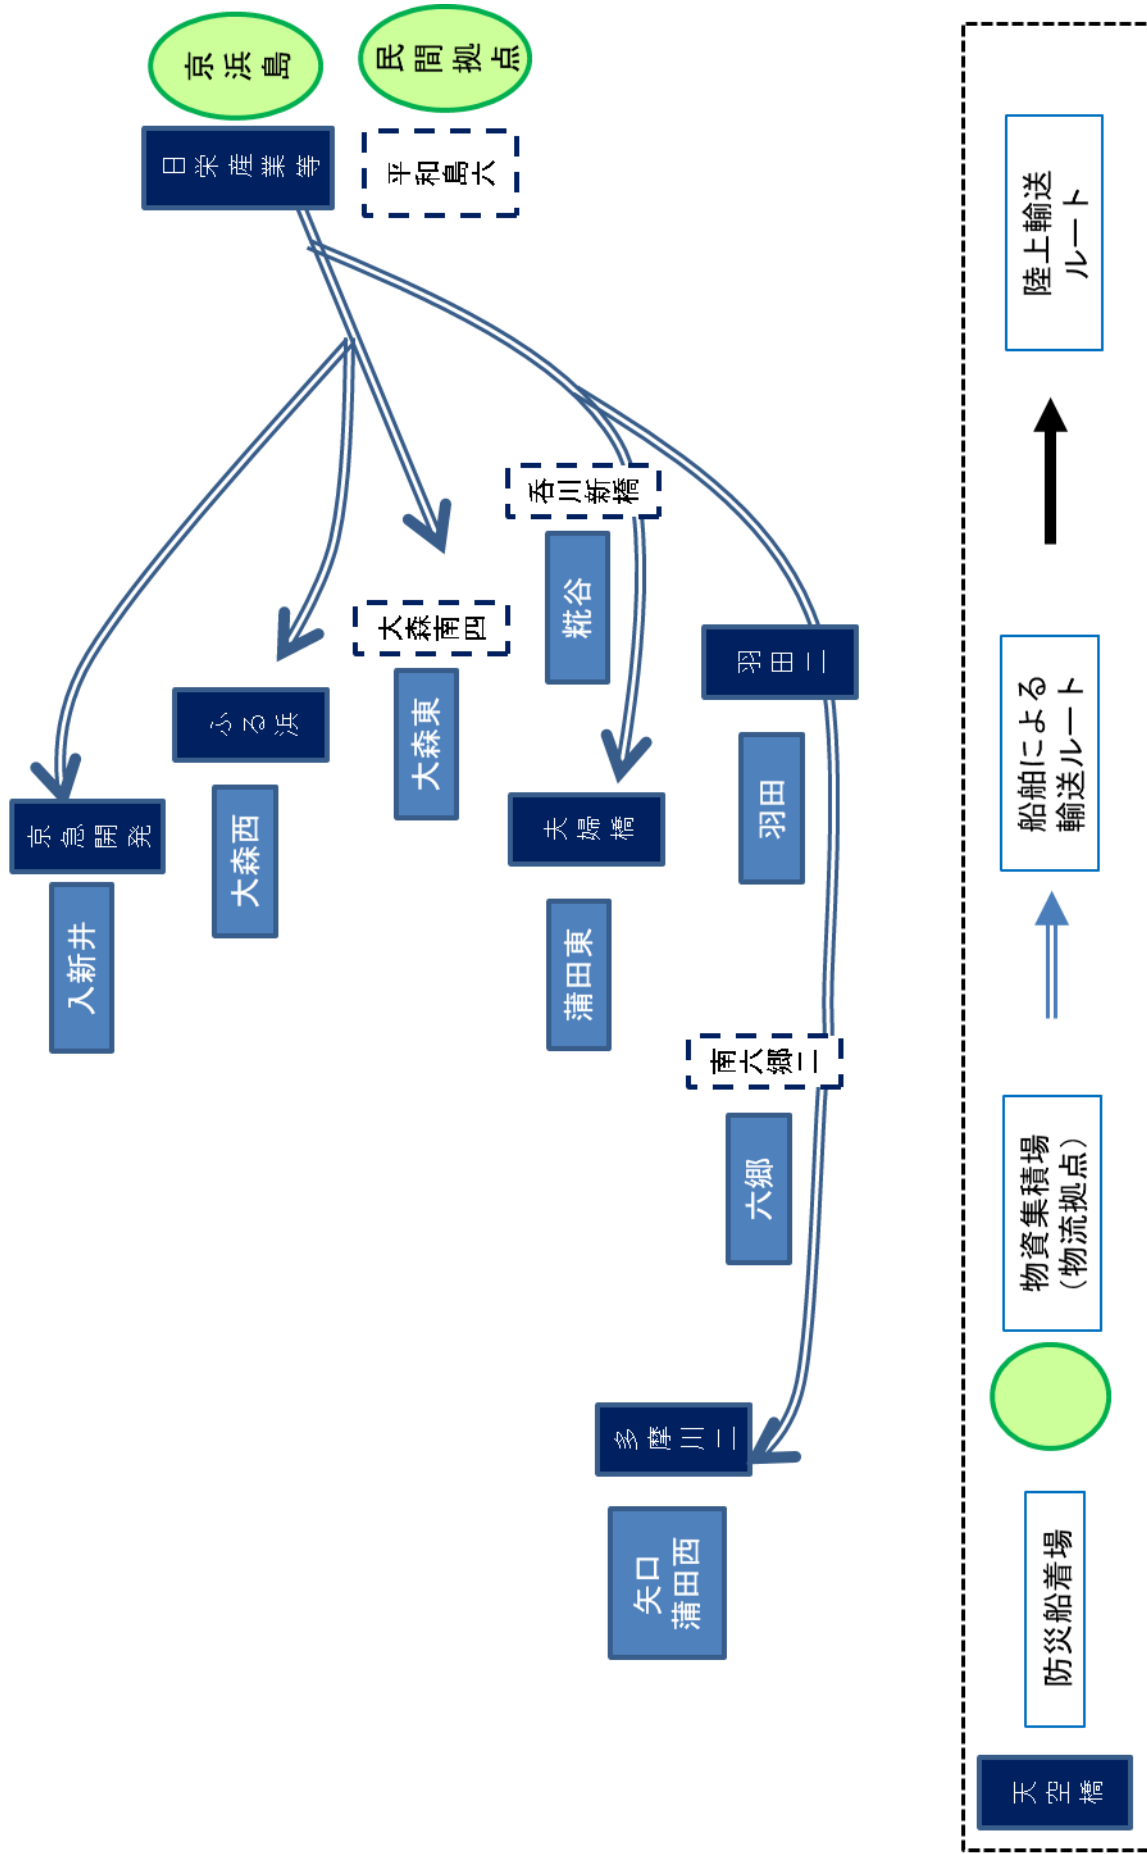 京浜島
民間拠点
日栄産業等
平和島六
京急開発
入新井
ふる浜
大森西
大森南四
大森東
呑川新橋
糀谷
夫婦橋
蒲田東
羽田二
羽田
南六郷二
六郷
多摩川二
矢口
蒲田西
天空橋
防災船着場
物資集積場
（物流拠点）
船舶による
輸送ルート
陸上輸送
ルート